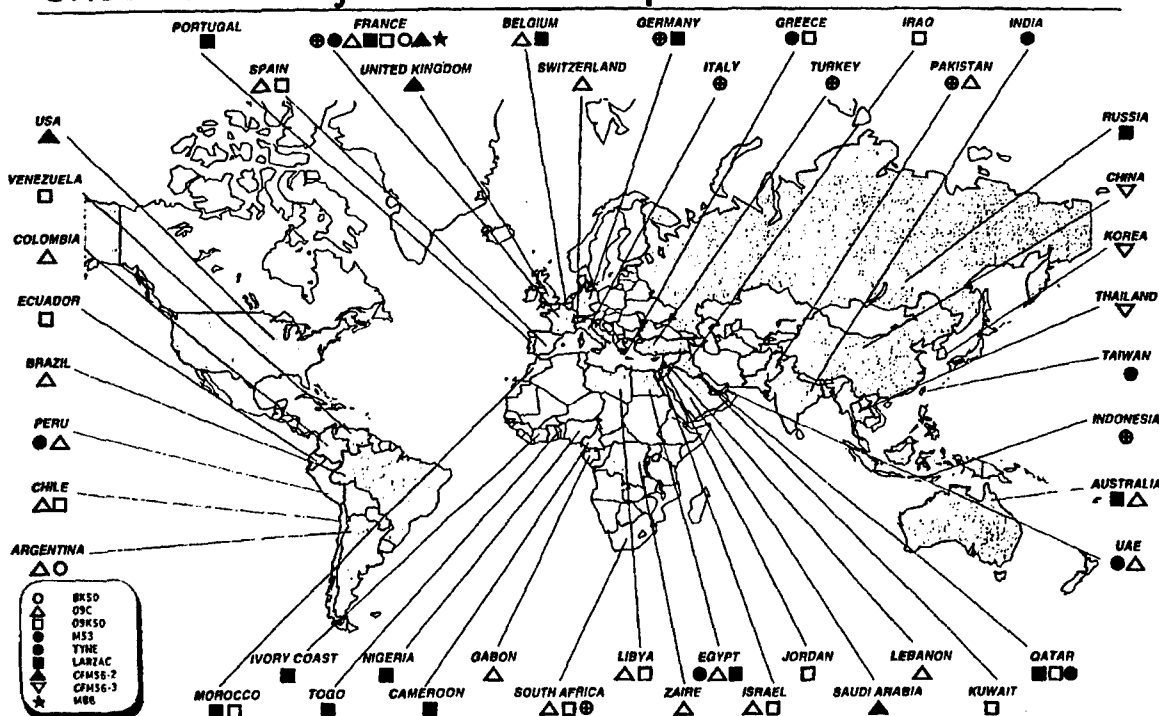 PORTUGAL
FRANCE
BELGIUM
GERMANY
GREECE
IRAQ
INDIA
SPAIN
UNITED KINGDOM
SWITZERLAND
ITALY
TURKEY
PAKISTAN
USA
RUSSIA
VENEZUELA
CHINA
COLOMBIA
KOREA
ECUADOR
THAILAND
BRAZIL
TAIWAN
PERU
INDONESIA
CHILE
AUSTRALIA
ARGENTINA
UAE
8K50
09C
09K50
M53
TYNE
LARZAC
CFM56-2
CFM56-3
M88
IVORY COAST
NIGERIA
GABON
LIBYA
EGYPT
JORDAN
LEBANON
QATAR
MOROCCO
TOGO
CAMEROON
SOUTH AFRICA
ZAIRE
ISRAEL
SAUDI ARABIA
KUWAIT